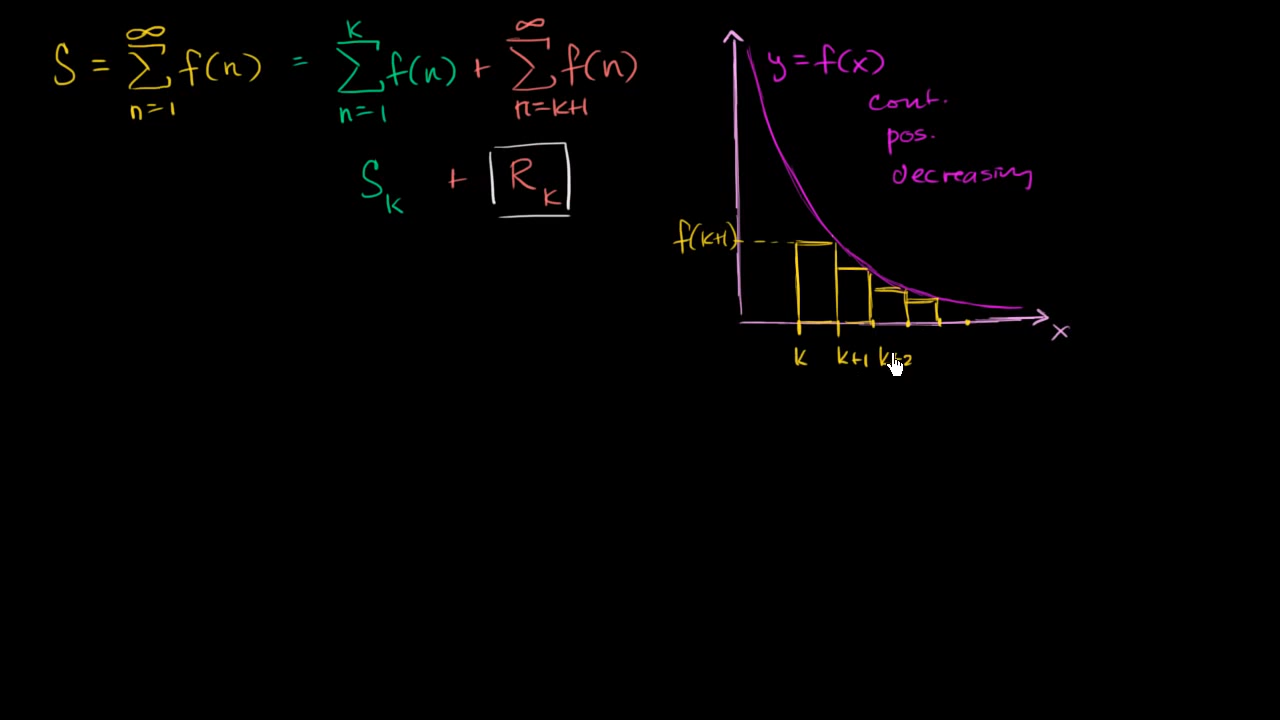 S = ∑_{n=1}^{∞} f(n) = ∑_{n=1}^{k} f(n) + ∑_{n=k+1}^{∞} f(n)
S_k + R_k
y = f(x)
cont.
pos.
decreasing
f(k+1)
x
k k+1 k+2